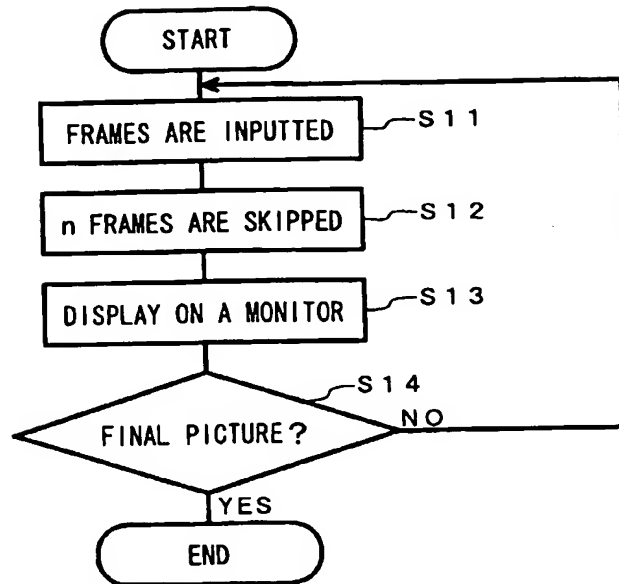 START
FRAMES ARE INPUTTED
S11
n FRAMES ARE SKIPPED
S12
DISPLAY ON A MONITOR
S13
S14
FINAL PICTURE?
NO
YES
END